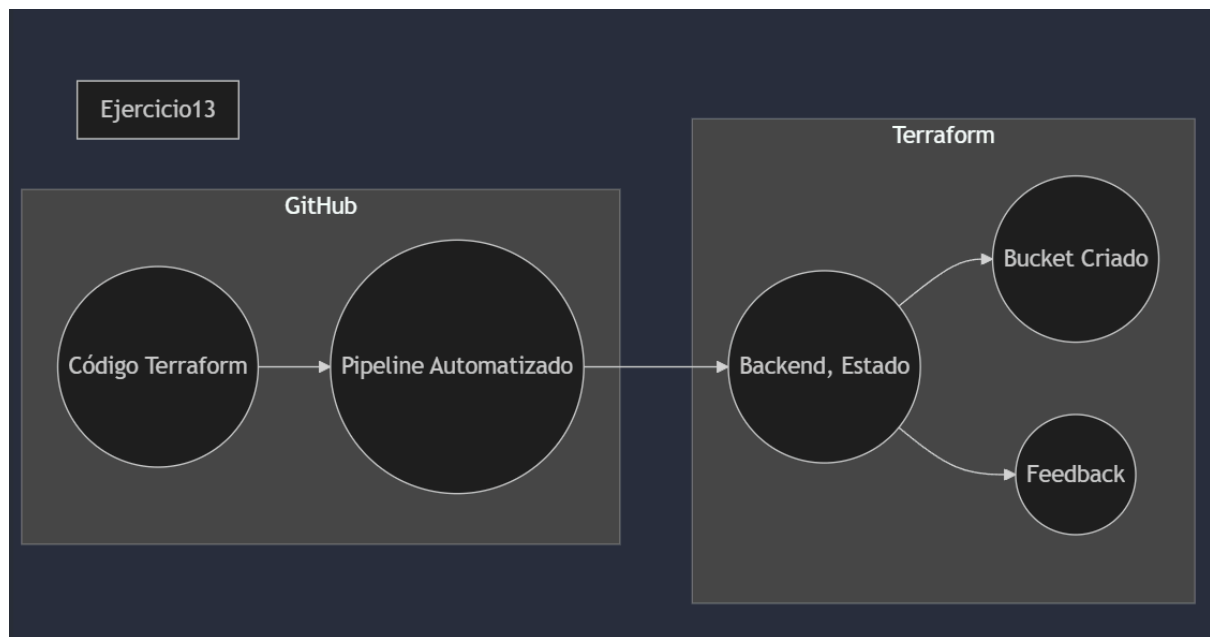 Ejercicio13
GitHub
Código Terraform
Pipeline Automatizado
Terraform
Backend, Estado
Bucket Criado
Feedback